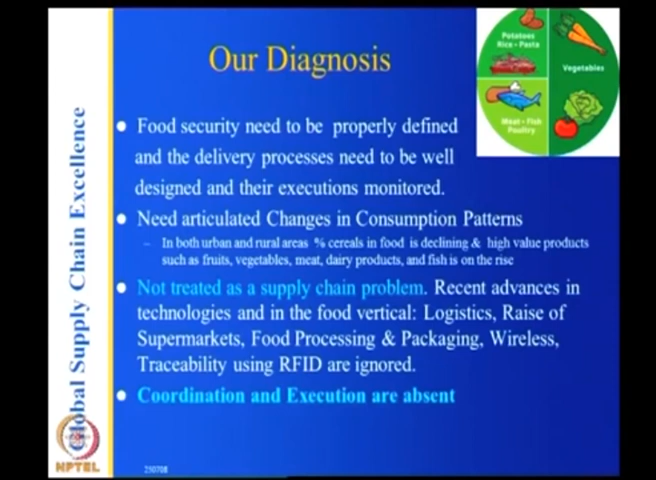 Our Diagnosis
Potatoes
Rice • Pasta
Vegetables
Meat • Fish
Poultry
Global Supply Chain Excellence
• Food security need to be properly defined
and the delivery processes need to be well
designed and their executions monitored.
• Need articulated Changes in Consumption Patterns
– In both urban and rural areas % cereals in food is declining & high value products
such as fruits, vegetables, meat, dairy products, and fish is on the rise
• Not treated as a supply chain problem. Recent advances in
technologies and in the food vertical: Logistics, Raise of
Supermarkets, Food Processing & Packaging, Wireless,
Traceability using RFID are ignored.
• Coordination and Execution are absent
NPTEL
250708